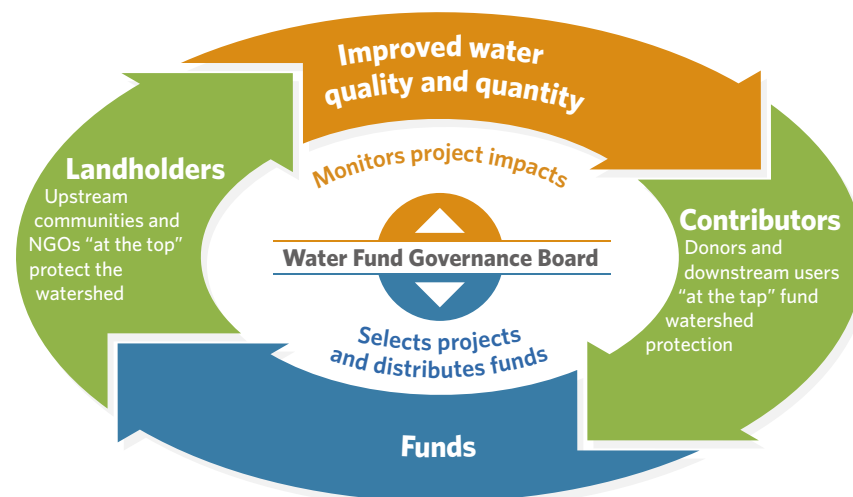 Improved water
quality and quantity
Monitors project impacts
Landholders
Upstream
communities and
NGOs “at the top”
protect the
watershed
Water Fund Governance Board
Contributors
Donors and
downstream users
“at the tap” fund
watershed
protection
Selects projects
and distributes funds
Funds